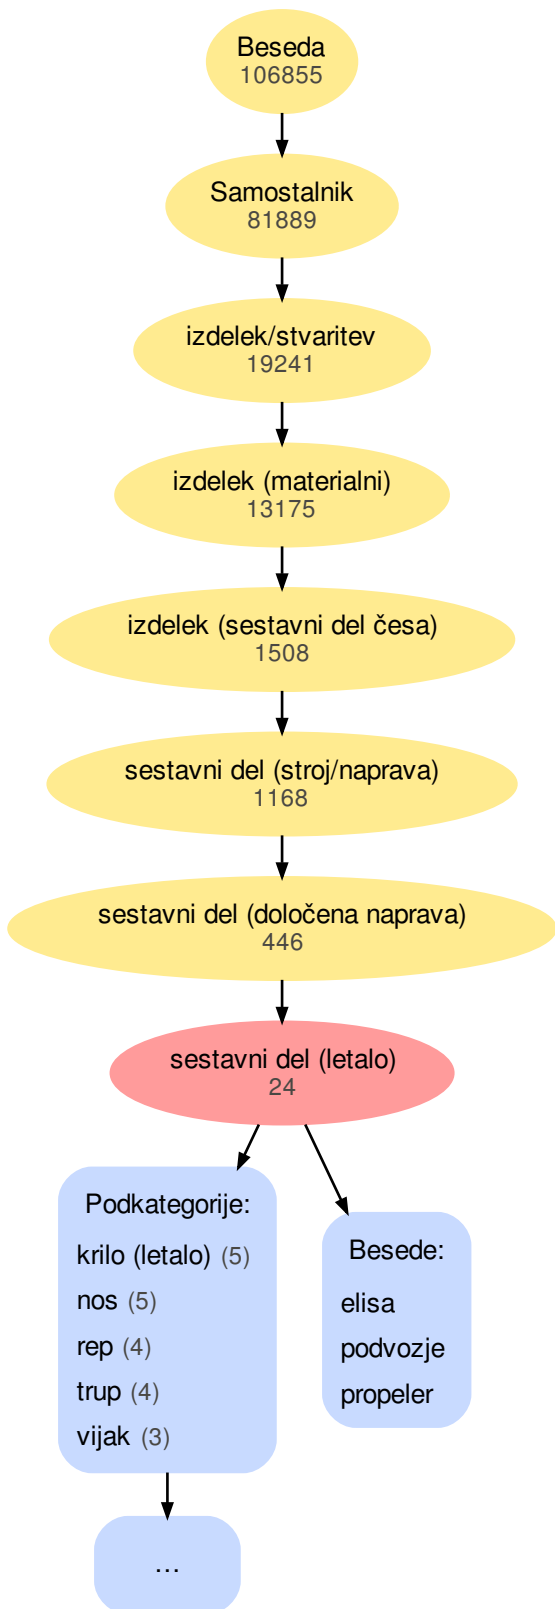 Beseda
106855
Samostalnik
81889
izdelek/stvaritev
19241
izdelek (materialni)
13175
izdelek (sestavni del česa)
1508
sestavni del (stroj/naprava)
1168
sestavni del (določena naprava)
446
sestavni del (letalo)
24
Podkategorije:
krilo (letalo) (5)
nos (5)
rep (4)
trup (4)
vijak (3)
Besede:
elisa
podvozje
propeler
...